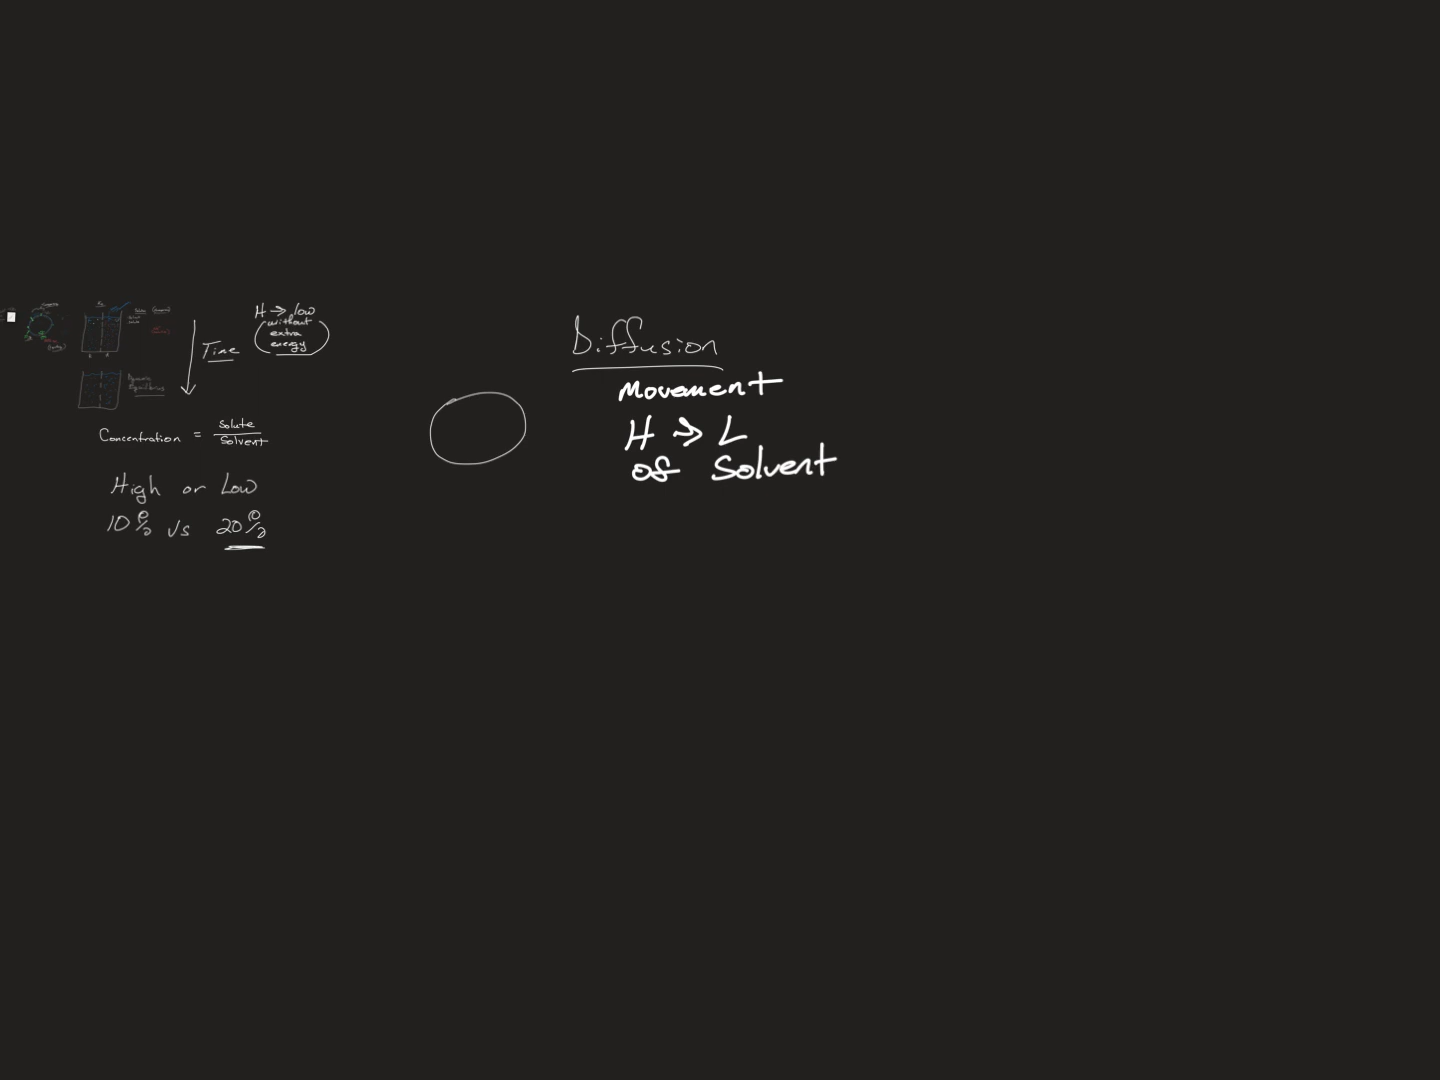 H → low
without
extra
energy
Time
Concentration = Solute / Solvent
High or Low
10% vs 20%
Diffusion
Movement
H → L
of Solvent